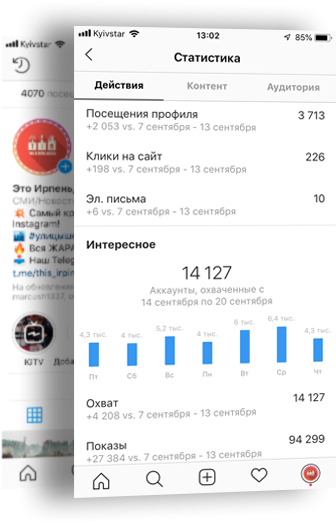 Kyivstar
4070
Это Ирпень,
СМИ/Новости
Самый кр
Instagram!
#улицыш
Вся ЖАРА
Наш Teleg
t.me/this_irpin
На обновлени
marcush1337, о
IGTV
Доба
Kyivstar 13:02 85%
Статистика
Действия Контент Аудитория
Посещения профиля 3 713
+2 053 vs. 7 сентября - 13 сентября
Клики на сайт 226
+198 vs. 7 сентября - 13 сентября
Эл. письма 10
+6 vs. 7 сентября - 13 сентября
Интересное
14 127
Аккаунты, охваченные с
14 сентября по 20 сентября
4,3 тыс. 4 тыс. 5,2 тыс. 4 тыс. 6 тыс. 6,4 тыс. 4,3 тыс.
Пт Сб Вс Пн Вт Ср Чт
Охват 14 127
+4 208 vs. 7 сентября - 13 сентября
Показы 94 299
+27 384 vs. 7 сентября - 13 сентября